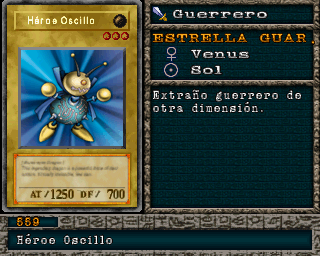 Héroe Oscillo
AT/1250 DF/ 700
Guerrero
ESTRELLA GUAR.
Venus
Sol
Extraño guerrero de
otra dimensión.
559
Héroe Oscillo